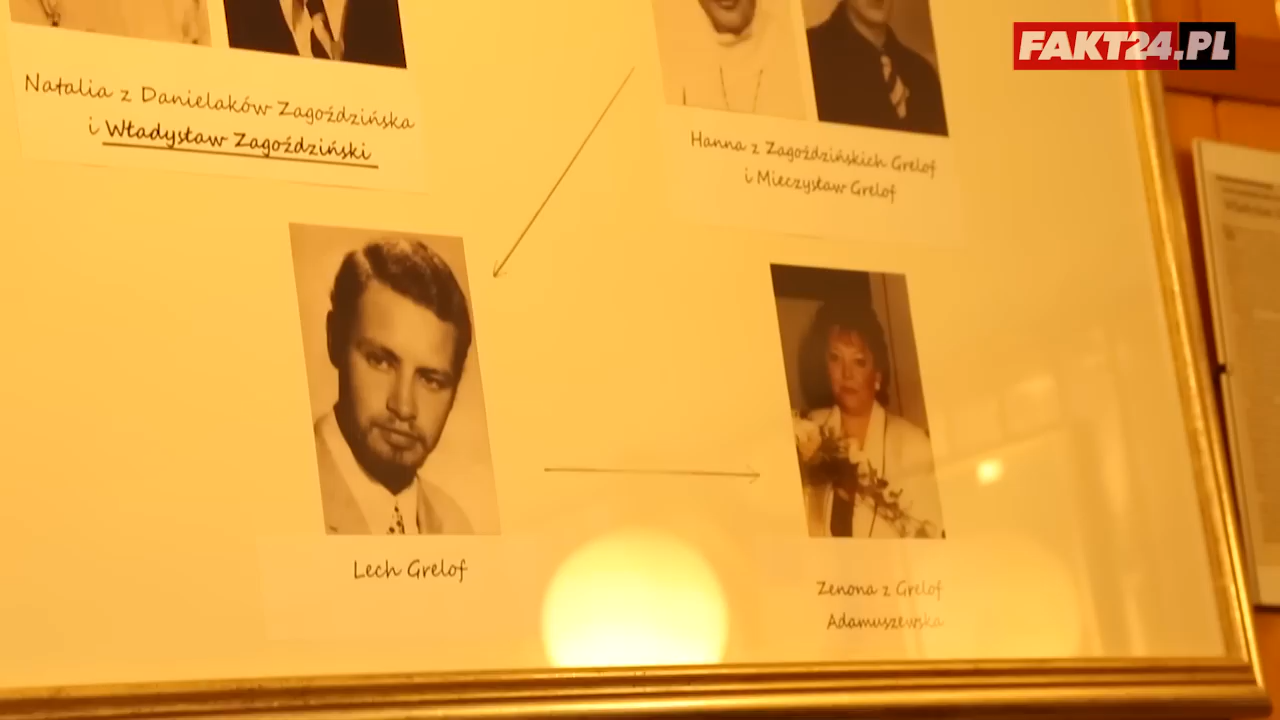 FAKT24.PL
Natalia z Danielaków Zagoździńska
i Władysław Zagoździński
Hanna z Zagoździńskich Grelof
i Mieczysław Grelof
Lech Grelof
Zenona z Grelof
Adamuszewska